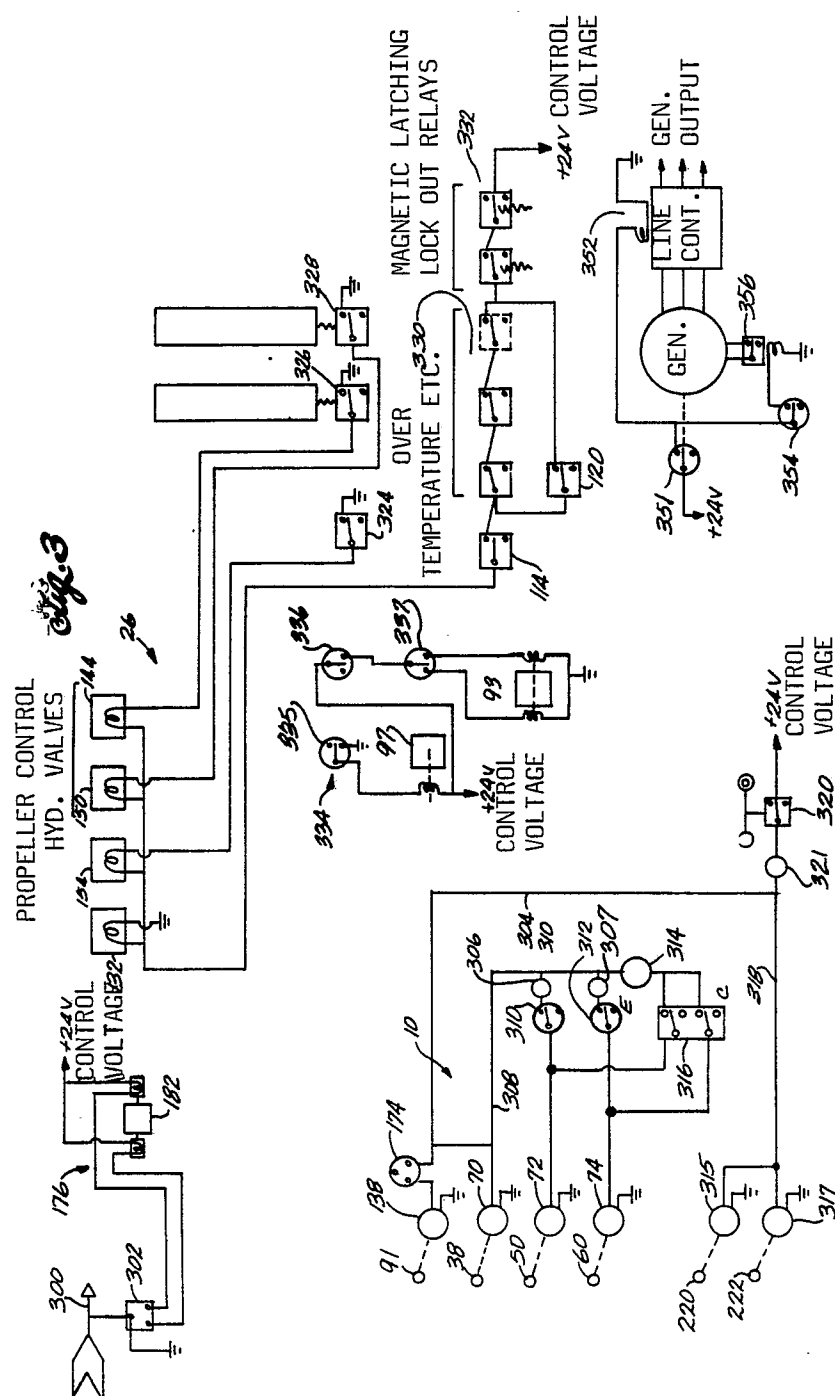 Fig. 3
PROPELLER CONTROL
HYD. VALVES
26
144
130
134
132
+24V
CONTROL
VOLTAGE
182
176
300
302
328
326
324
MAGNETIC LATCHING
LOCK OUT RELAYS
332
+24V CONTROL
VOLTAGE
OVER
TEMPERATURE ETC.
330
114
120
336
337
335
334
97
93
+24V
CONTROL
VOLTAGE
352
LINE
CONT.
GEN.
OUTPUT
GEN.
356
351
+24V
354
10
174
304
310
306
310
312
307
E
314
C
316
308
318
321
320
+24V
CONTROL
VOLTAGE
91
138
38
70
50
72
60
74
220
315
222
317